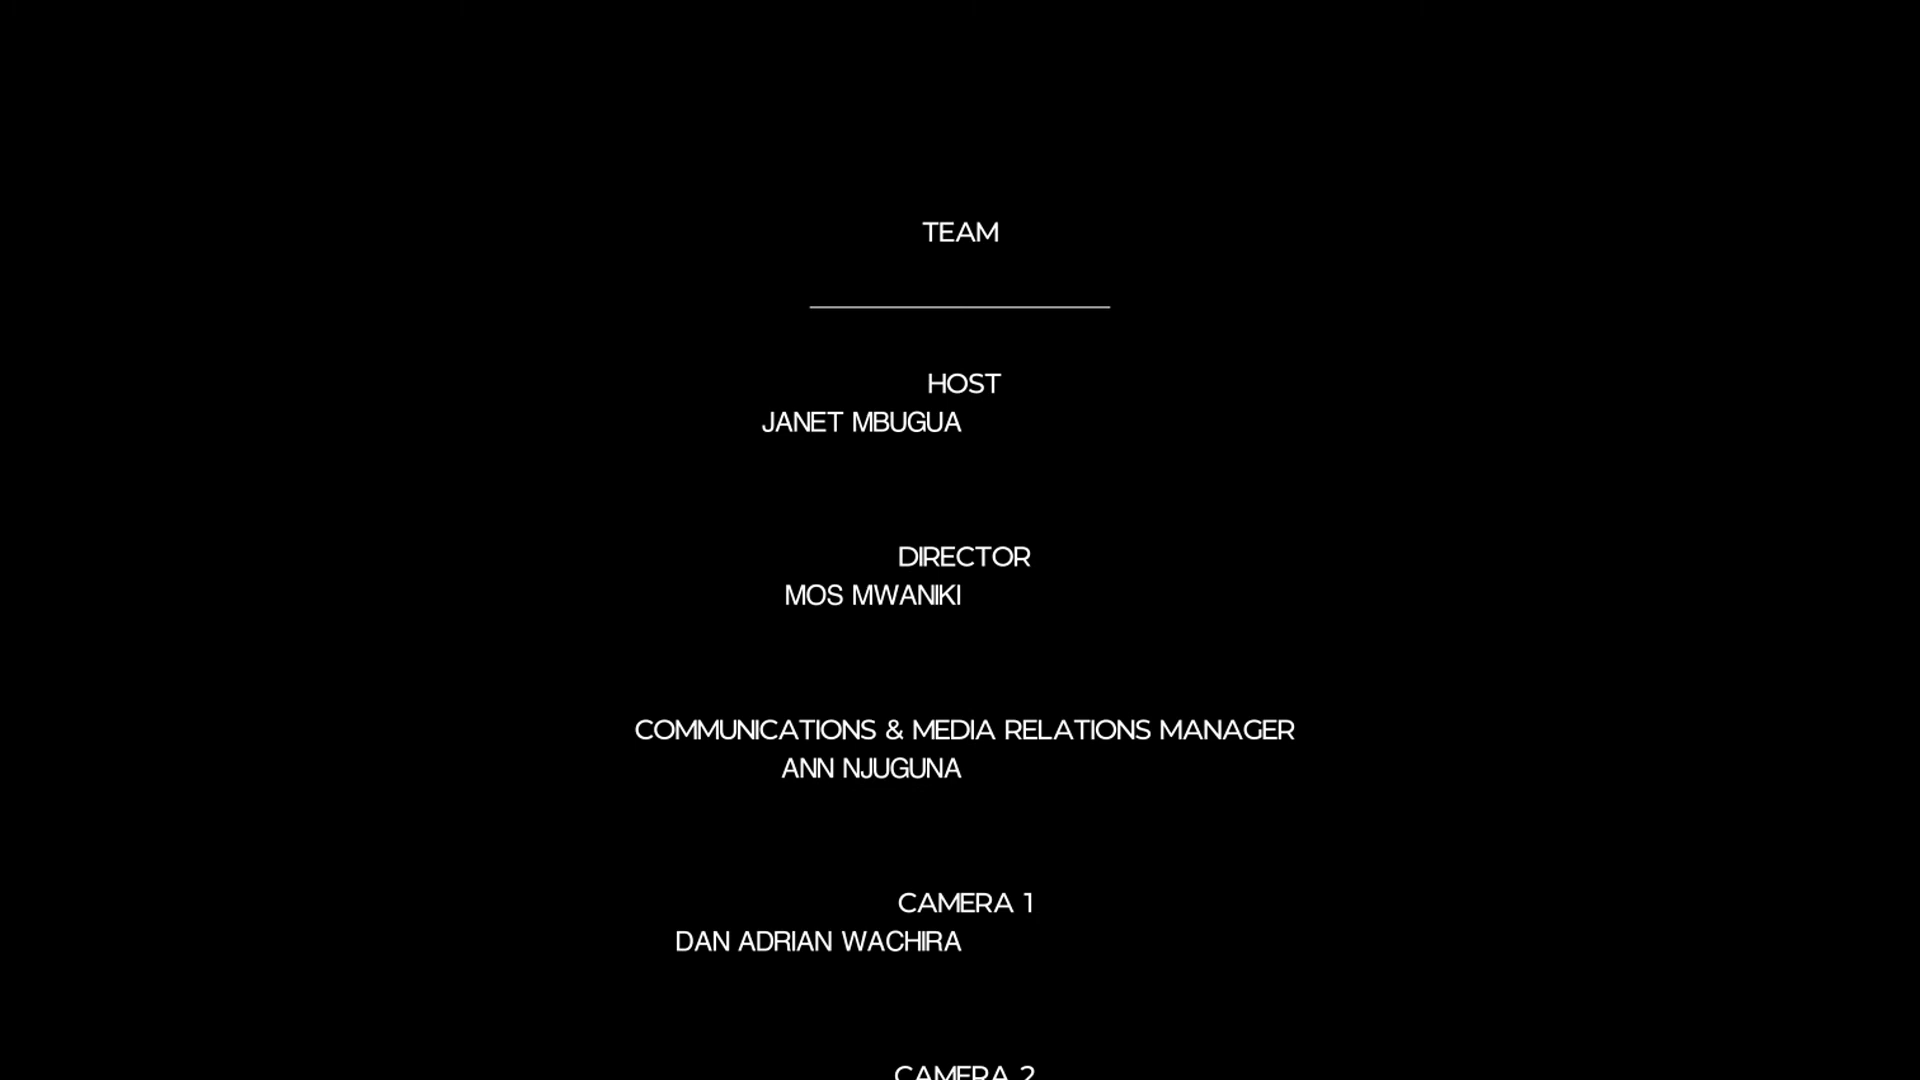 TEAM
HOST
JANET MBUGUA
DIRECTOR
MOS MWANIKI
COMMUNICATIONS & MEDIA RELATIONS MANAGER
ANN NJUGUNA
CAMERA 1
DAN ADRIAN WACHIRA
CAMERA 2